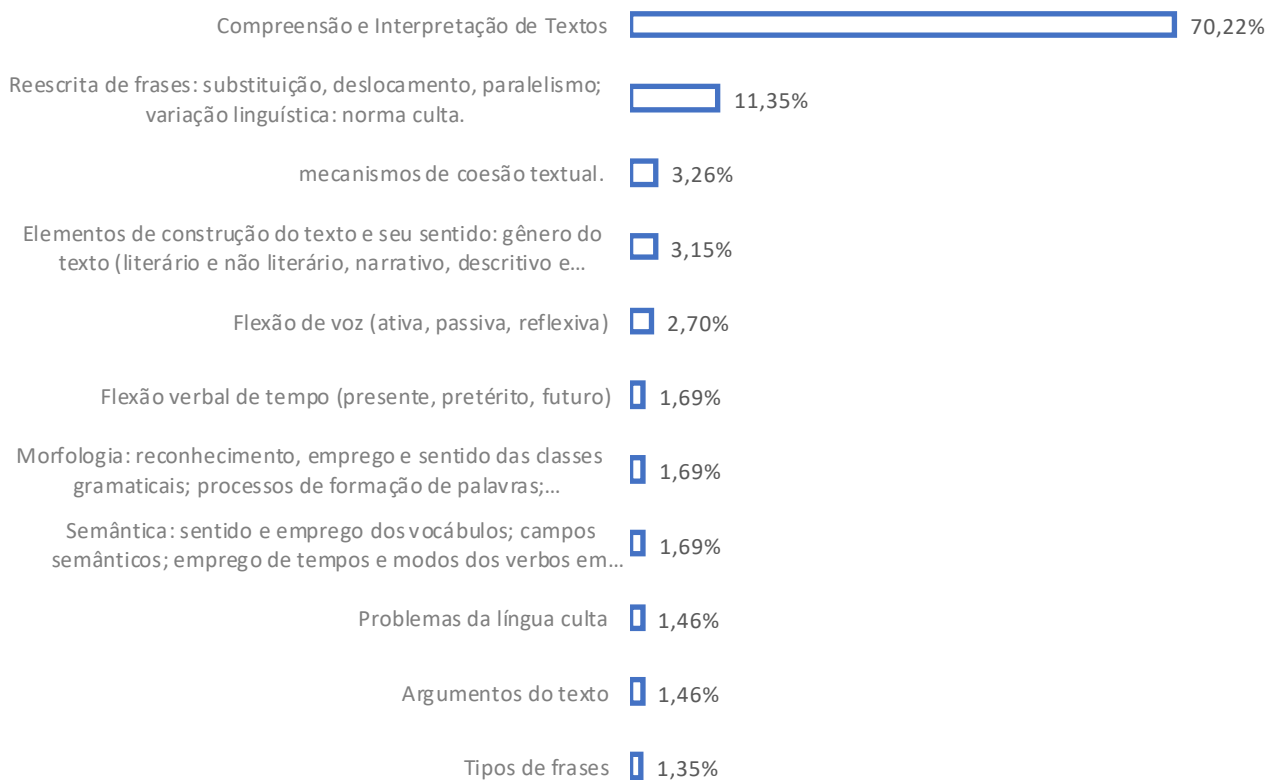 Compreensão e Interpretação de Textos 70,22%
Reescrita de frases: substituição, deslocamento, paralelismo;
variação linguística: norma culta. 11,35%
mecanismos de coesão textual. 3,26%
Elementos de construção do texto e seu sentido: gênero do
texto (literário e não literário, narrativo, descritivo e... 3,15%
Flexão de voz (ativa, passiva, reflexiva) 2,70%
Flexão verbal de tempo (presente, pretérito, futuro) 1,69%
Morfologia: reconhecimento, emprego e sentido das classes
gramaticais; processos de formação de palavras;... 1,69%
Semântica: sentido e emprego dos vocábulos; campos
semânticos; emprego de tempos e modos dos verbos em... 1,69%
Problemas da língua culta 1,46%
Argumentos do texto 1,46%
Tipos de frases 1,35%